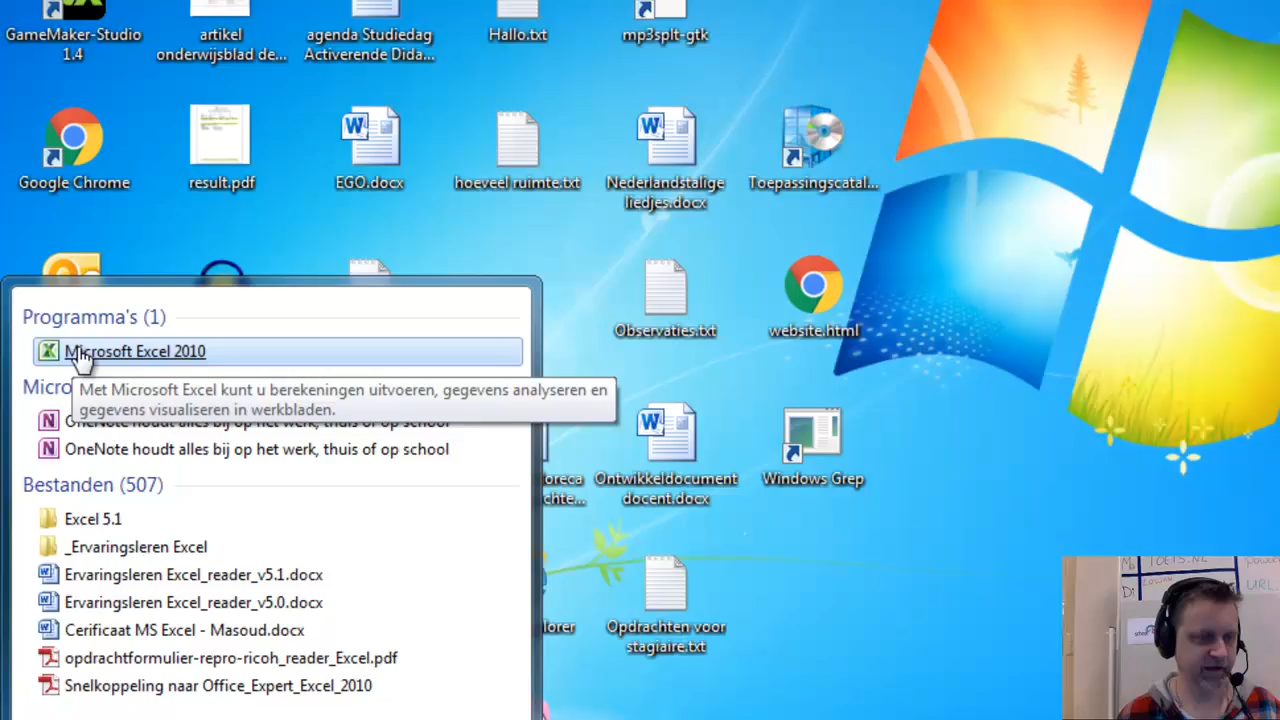 GameMaker-Studio
1.4
artikel
onderwijsblad de...
agenda Studiedag
Activerende Dida...
Hallo.txt
mp3splt-gtk
Google Chrome
result.pdf
EGO.docx
hoeveel ruimte.txt
Nederlandstalige
liedjes.docx
Toepassingscatal...
Observaties.txt
website.html
Programma's (1)
Microsoft Excel 2010
Met Microsoft Excel kunt u berekeningen uitvoeren, gegevens analyseren en
gegevens visualiseren in werkbladen.
Micro
OneNote houdt alles bij op het werk, thuis of op school
OneNote houdt alles bij op het werk, thuis of op school
Bestanden (507)
Excel 5.1
_Ervaringsleren Excel
Ervaringsleren Excel_reader_v5.1.docx
Ervaringsleren Excel_reader_v5.0.docx
Cerificaat MS Excel - Masoud.docx
opdrachtformulier-repro-ricoh_reader_Excel.pdf
Snelkoppeling naar Office_Expert_Excel_2010
oreca
chte...
Ontwikkeldocument
docent.docx
Windows Grep
lorer
Opdrachten voor
stagiaire.txt
URL.